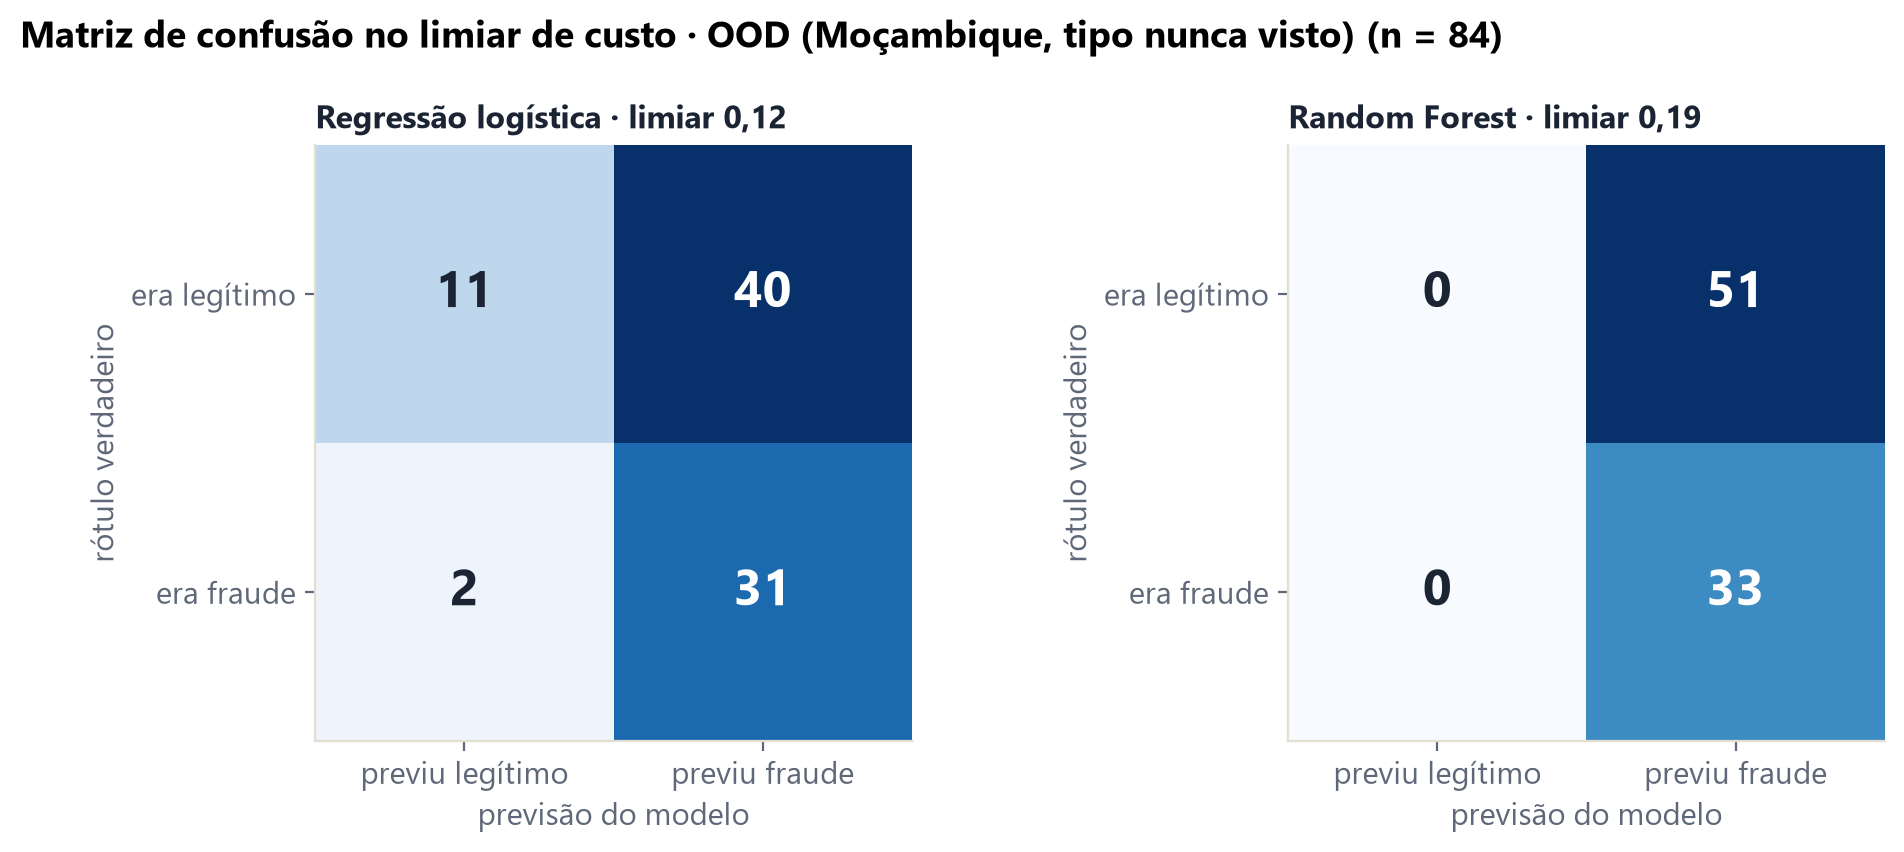 Matriz de confusão no limiar de custo · OOD (Moçambique, tipo nunca visto) (n = 84)
Regressão logística · limiar 0,12
rótulo verdadeiro
era legítimo
11
40
era fraude
2
31
previu legítimo
previu fraude
previsão do modelo
Random Forest · limiar 0,19
rótulo verdadeiro
era legítimo
0
51
era fraude
0
33
previu legítimo
previu fraude
previsão do modelo